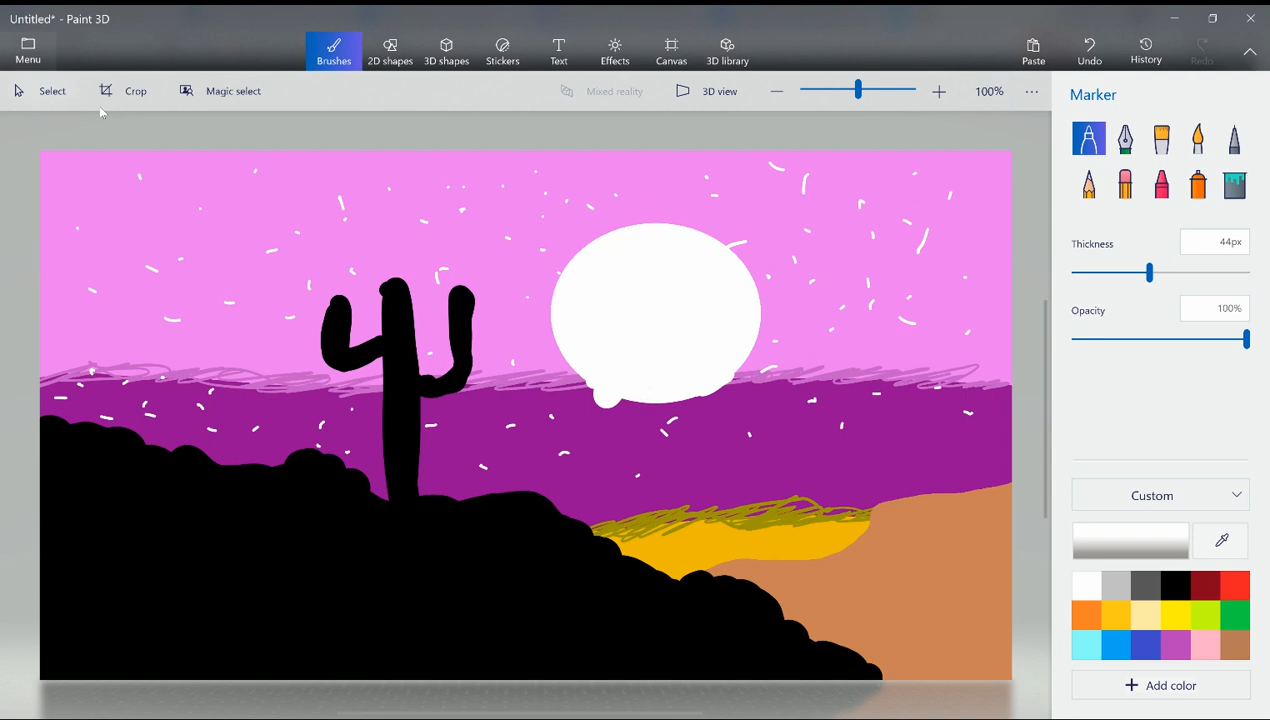 Untitled* - Paint 3D
Menu
Brushes
2D shapes
3D shapes
Stickers
Text
Effects
Canvas
3D library
Paste
Undo
History
Redo
Select
Crop
Magic select
Mixed reality
3D view
100%
Marker
Thickness
44px
Opacity
100%
Custom
Add color